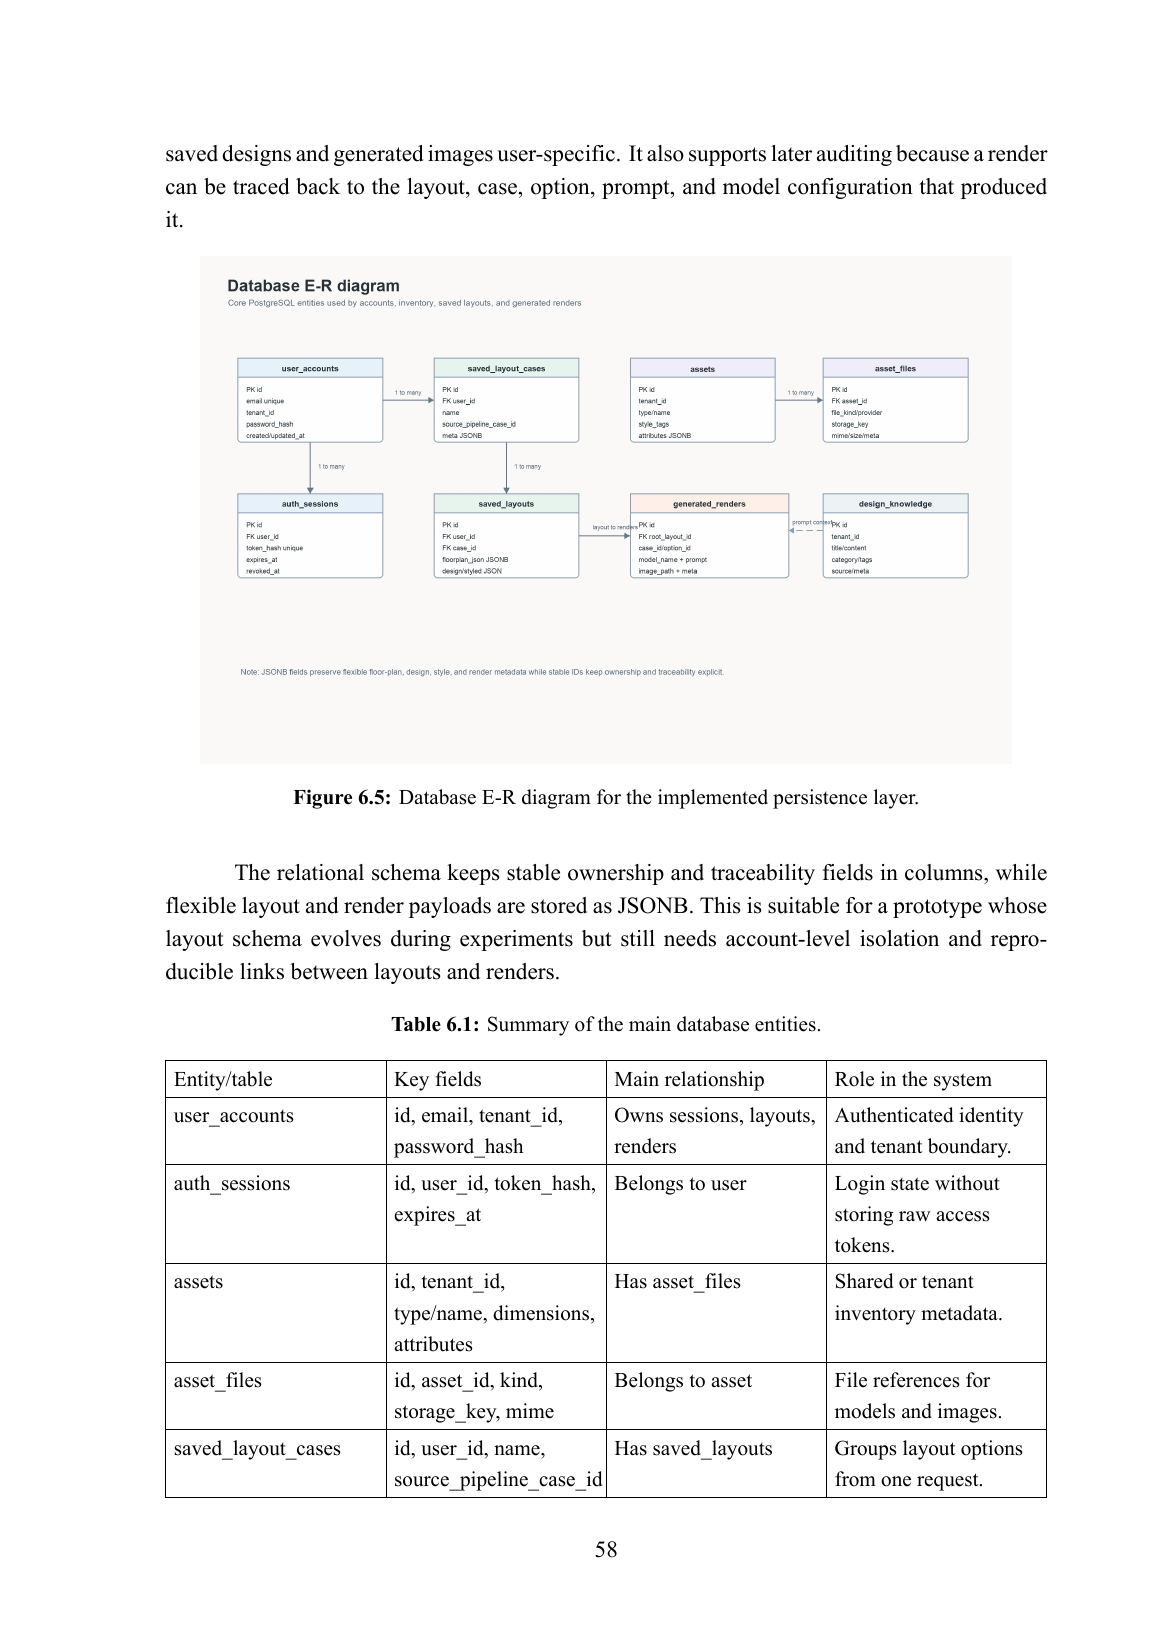 saved designs and generated images user-specific. It also supports later auditing because a render
can be traced back to the layout, case, option, prompt, and model configuration that produced
it.
Database E-R diagram
Core PostgreSQL entities used by accounts, inventory, saved layouts, and generated renders
user_accounts
PK id
email unique
tenant_id
password_hash
created/updated_at
1 to many
saved_layout_cases
PK id
FK user_id
name
source_pipeline_case_id
meta JSONB
assets
PK id
tenant_id
type/name
style_tags
attributes JSONB
1 to many
asset_files
PK id
FK asset_id
file_kind/provider
storage_key
mime/size/meta
1 to many
1 to many
auth_sessions
PK id
FK user_id
token_hash unique
expires_at
revoked_at
saved_layouts
PK id
FK user_id
FK case_id
floorplan_json JSONB
design/styled JSON
layout to renders
generated_renders
PK id
FK root_layout_id
case_id/option_id
model_name + prompt
image_path + meta
prompt context
design_knowledge
PK id
tenant_id
title/content
category/tags
source/meta
Note: JSONB fields preserve flexible floor-plan, design, style, and render metadata while stable IDs keep ownership and traceability explicit.
Figure 6.5: Database E-R diagram for the implemented persistence layer.
The relational schema keeps stable ownership and traceability fields in columns, while
flexible layout and render payloads are stored as JSONB. This is suitable for a prototype whose
layout schema evolves during experiments but still needs account-level isolation and repro-
ducible links between layouts and renders.
Table 6.1: Summary of the main database entities.
Entity/table Key fields Main relationship Role in the system
user_accounts id, email, tenant_id, Owns sessions, layouts, Authenticated identity
password_hash renders and tenant boundary.
auth_sessions id, user_id, token_hash, Belongs to user Login state without
expires_at storing raw access
tokens.
assets id, tenant_id, Has asset_files Shared or tenant
type/name, dimensions, inventory metadata.
attributes
asset_files id, asset_id, kind, Belongs to asset File references for
storage_key, mime models and images.
saved_layout_cases id, user_id, name, Has saved_layouts Groups layout options
source_pipeline_case_id from one request.
58